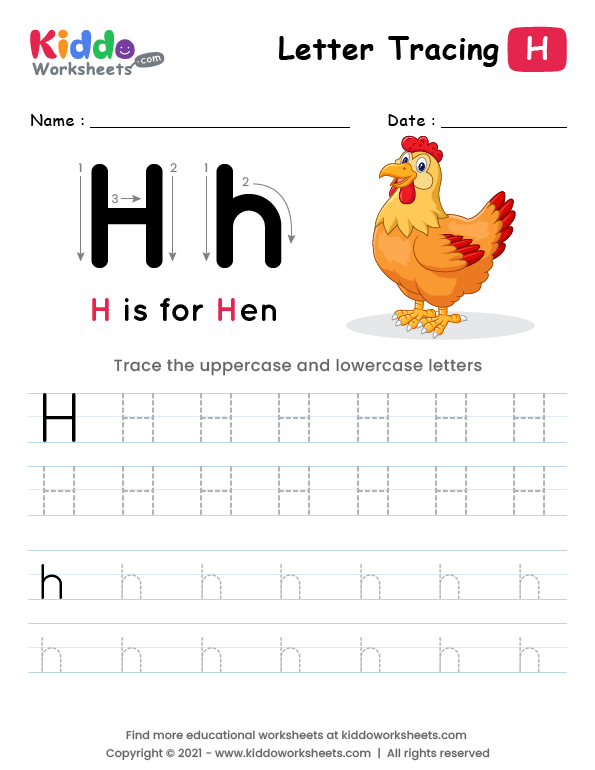 Kiddo
Worksheets.com
Letter Tracing H
Name : Date :
1 2 1 2
3
H h
H is for Hen
Trace the uppercase and lowercase letters
H H H H H H H
H H H H H H H
h h h h h h h
h h h h h h h
Find more educational worksheets at kiddoworksheets.com
Copyright © 2021 - www.kiddoworksheets.com | All rights reserved